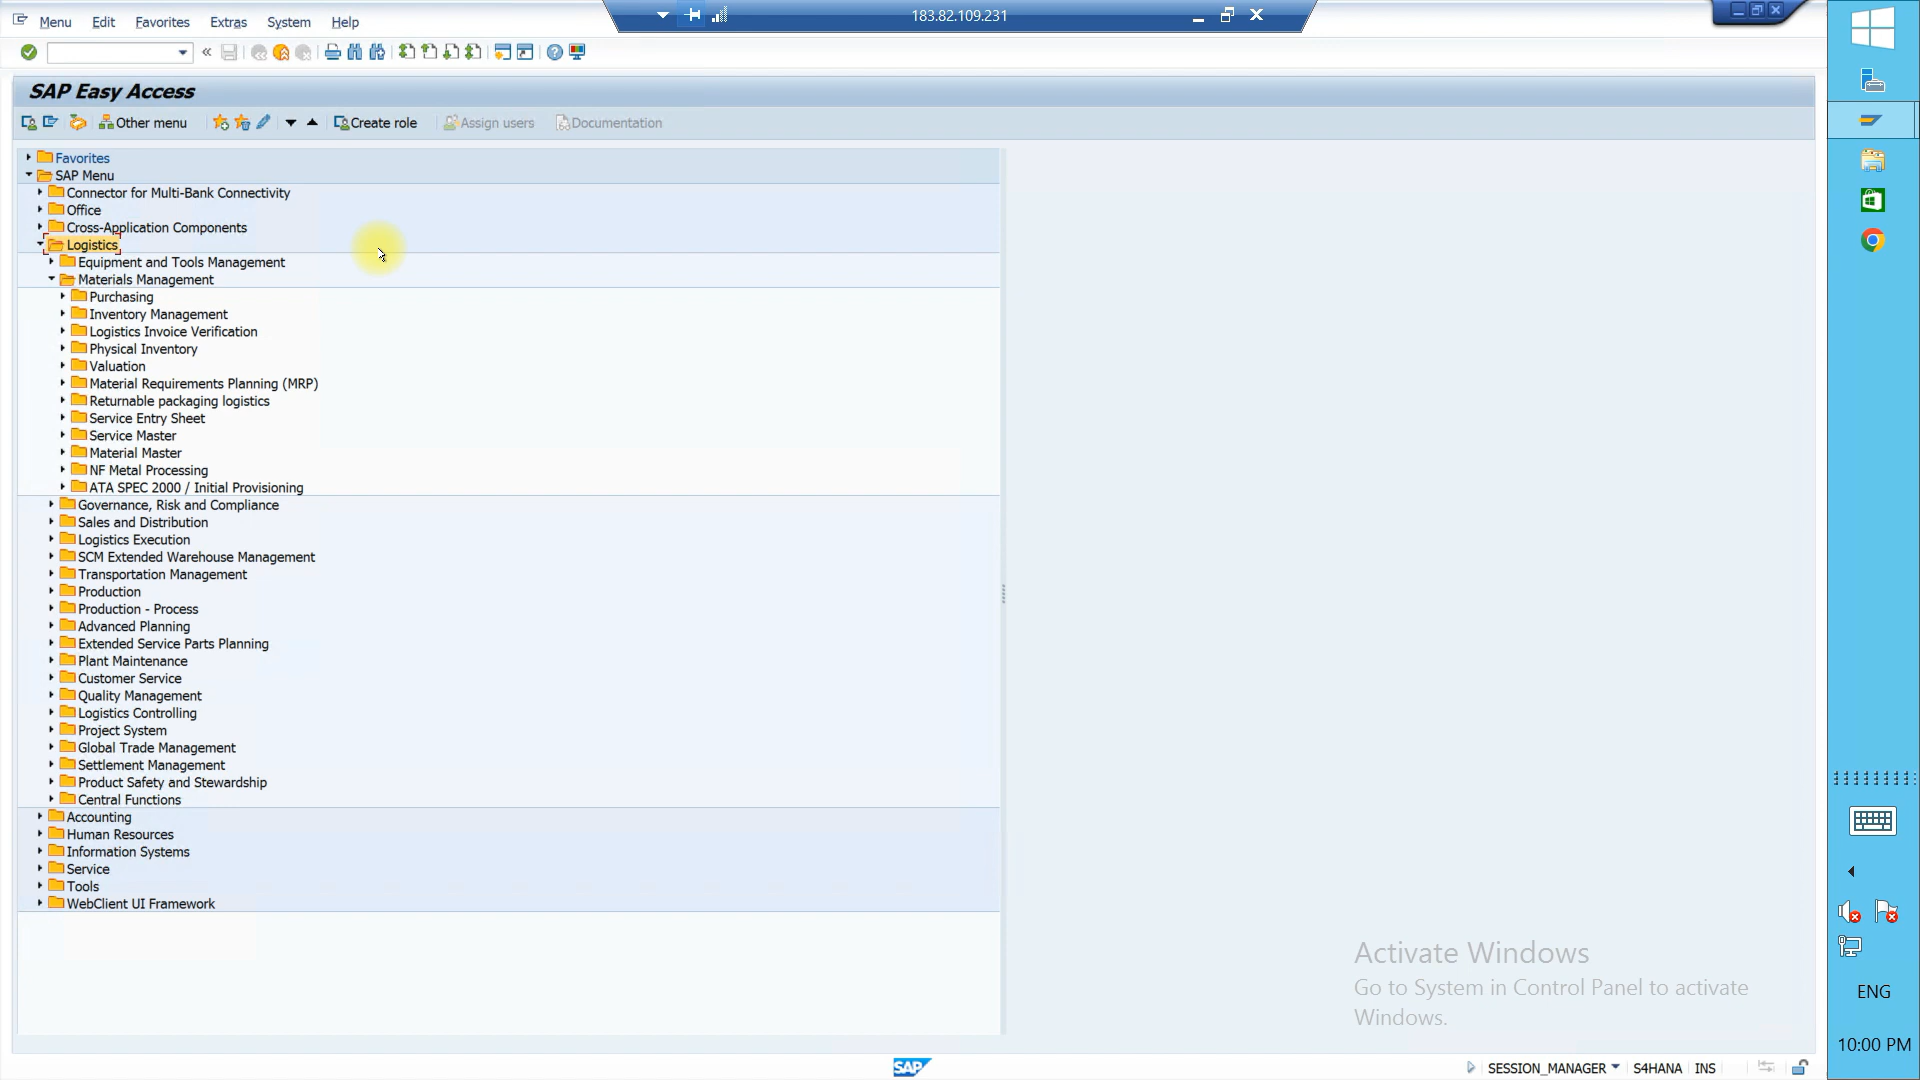 Menu Edit Favorites Extras System Help
183.82.109.231
SAP Easy Access
Other menu Create role Assign users Documentation
Favorites
SAP Menu
Connector for Multi-Bank Connectivity
Office
Cross-Application Components
Logistics
Equipment and Tools Management
Materials Management
Purchasing
Inventory Management
Logistics Invoice Verification
Physical Inventory
Valuation
Material Requirements Planning (MRP)
Returnable packaging logistics
Service Entry Sheet
Service Master
Material Master
NF Metal Processing
ATA SPEC 2000 / Initial Provisioning
Governance, Risk and Compliance
Sales and Distribution
Logistics Execution
SCM Extended Warehouse Management
Transportation Management
Production
Production - Process
Advanced Planning
Extended Service Parts Planning
Plant Maintenance
Customer Service
Quality Management
Logistics Controlling
Project System
Global Trade Management
Settlement Management
Product Safety and Stewardship
Central Functions
Accounting
Human Resources
Information Systems
Service
Tools
WebClient UI Framework
Activate Windows
Go to System in Control Panel to activate
Windows.
ENG
10:00 PM
SAP
SESSION_MANAGER S4HANA INS